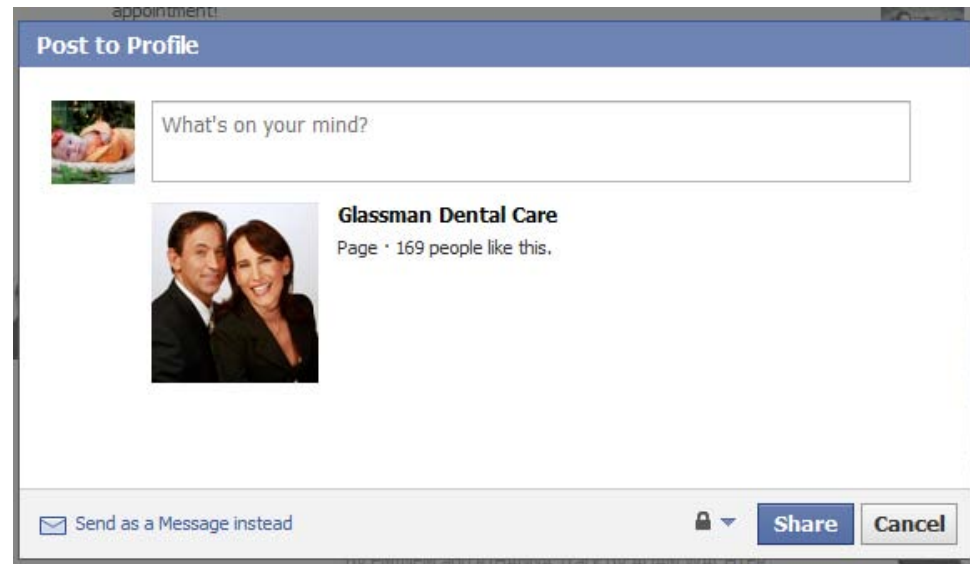 appointment!
Post to Profile
What's on your mind?
Glassman Dental Care
Page · 169 people like this.
Send as a Message instead
Share
Cancel